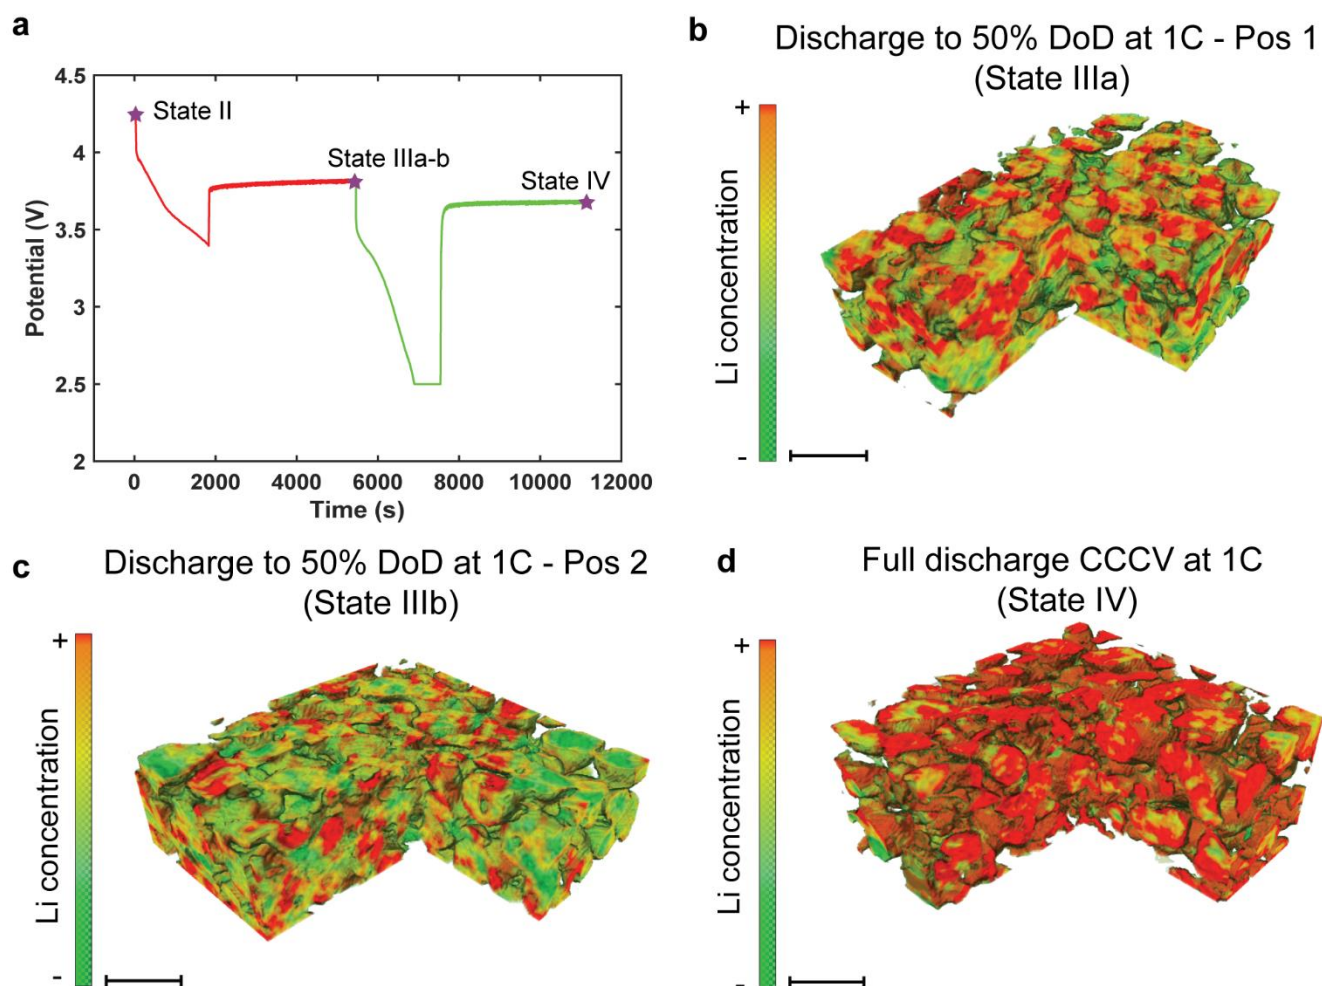 a
4.5
4
3.5
3
2.5
2
Potential (V)
State II
State IIIa-b
State IV
0
2000
4000
6000
8000
10000
12000
Time (s)
b
Discharge to 50% DoD at 1C - Pos 1
(State IIIa)
+
Li concentration
-
c
Discharge to 50% DoD at 1C - Pos 2
(State IIIb)
+
Li concentration
-
d
Full discharge CCCV at 1C
(State IV)
+
Li concentration
-